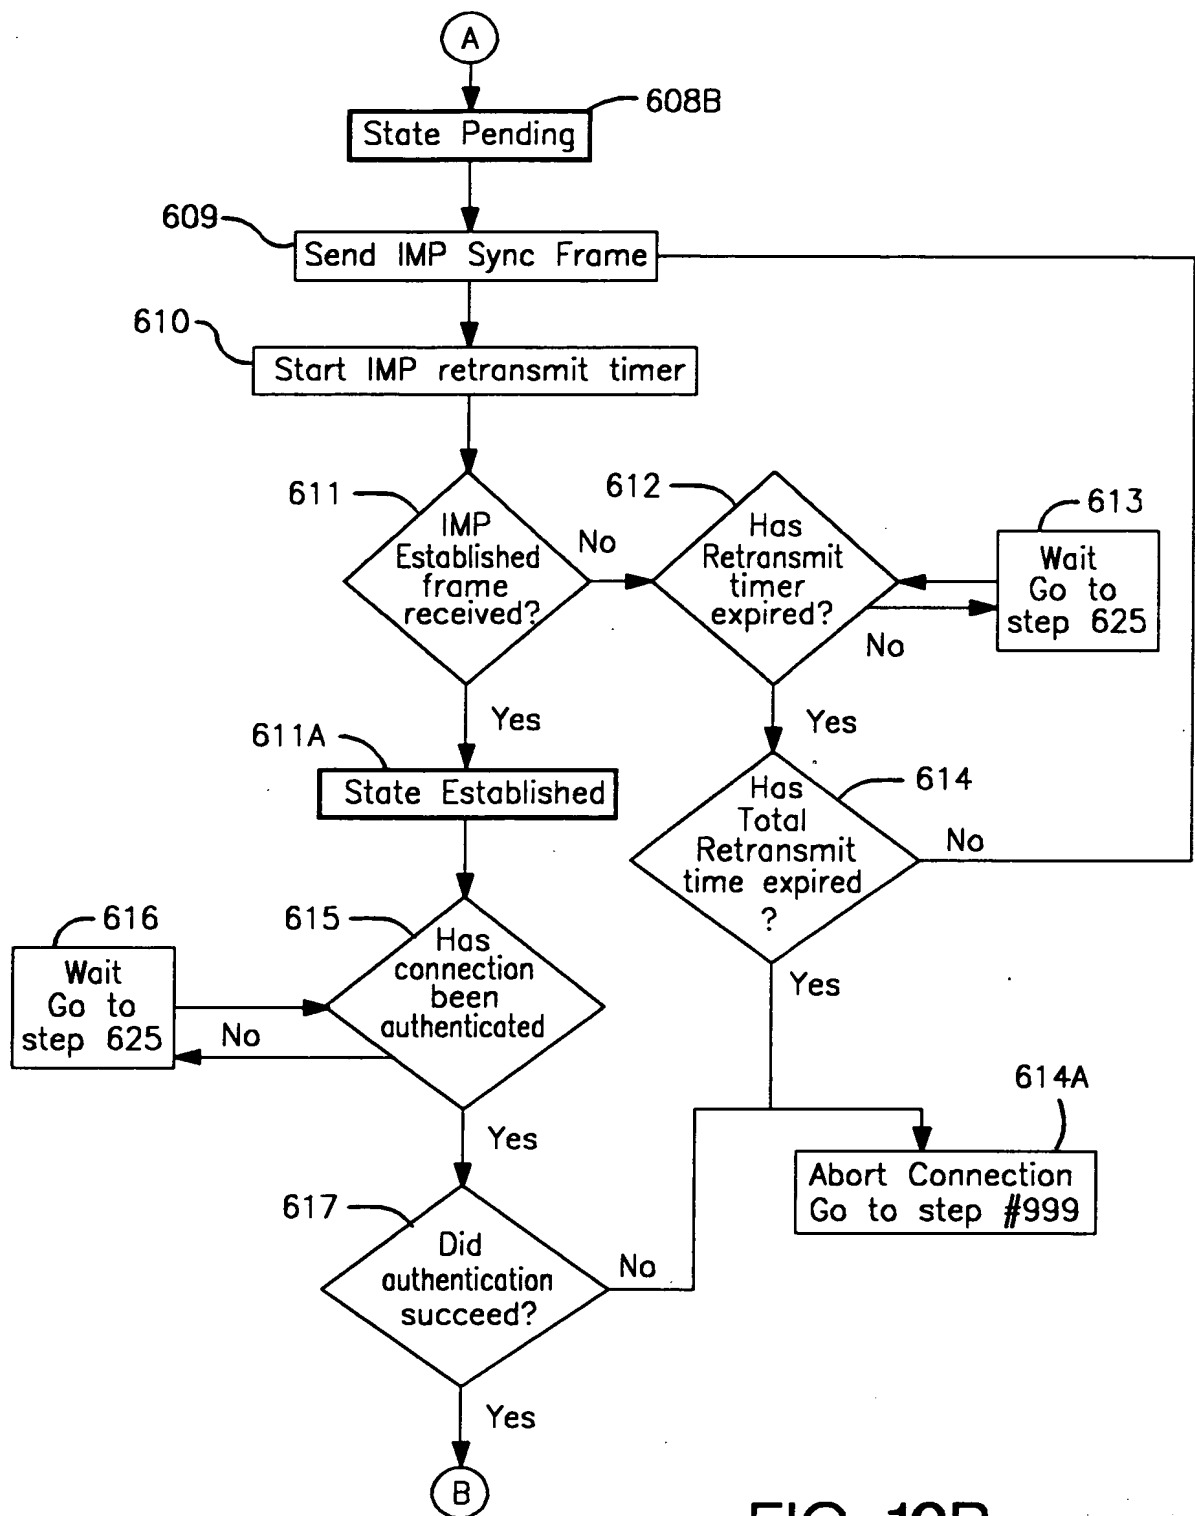 A
608B
State Pending
609
Send IMP Sync Frame
610
Start IMP retransmit timer
611
IMP
Established
frame
received?
No
612
Has
Retransmit
timer
expired?
613
Wait
Go to
step 625
No
Yes
Yes
611A
State Established
614
Has
Total
Retransmit
time expired
?
No
616
Wait
Go to
step 625
615
Has
connection
been
authenticated
No
Yes
Yes
614A
Abort Connection
Go to step #999
617
Did
authentication
succeed?
No
Yes
B